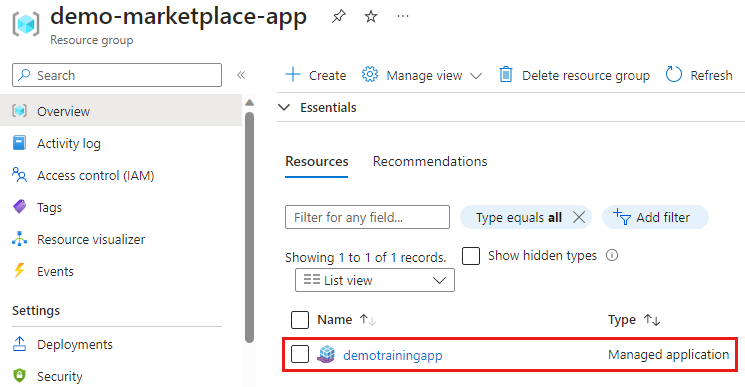 demo-marketplace-app
Resource group
Search
Overview
Activity log
Access control (IAM)
Tags
Resource visualizer
Events
Settings
Deployments
Security
Create Manage view Delete resource group Refresh
Essentials
Resources Recommendations
Filter for any field... Type equals all Add filter
Showing 1 to 1 of 1 records. Show hidden types
List view
Name Type
demotrainingapp Managed application